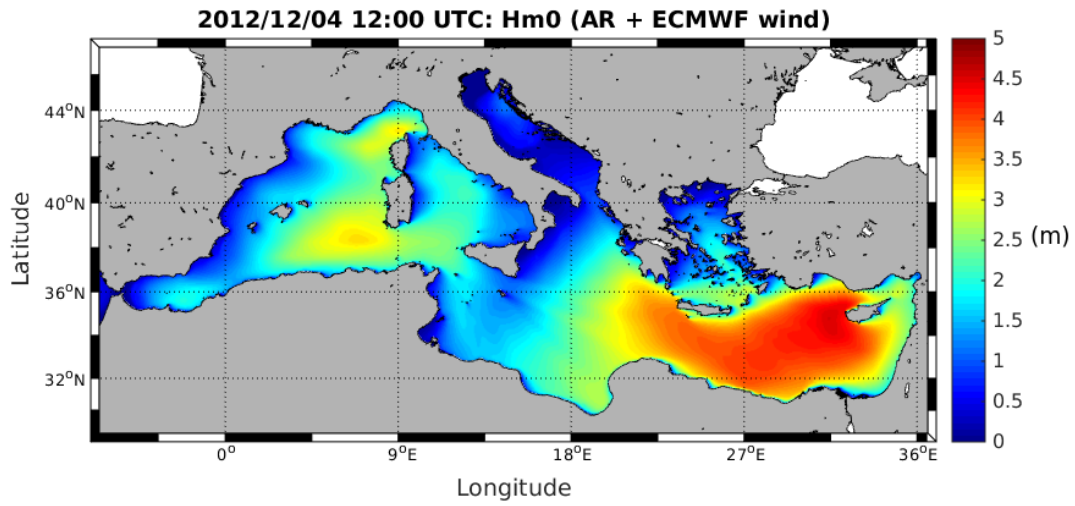 2012/12/04 12:00 UTC: Hm0 (AR + ECMWF wind)
5
4.5
4
3.5
3
2.5
2
1.5
1
0.5
0
(m)
44°N
40°N
36°N
32°N
Latitude
0°
9°E
18°E
27°E
36°E
Longitude